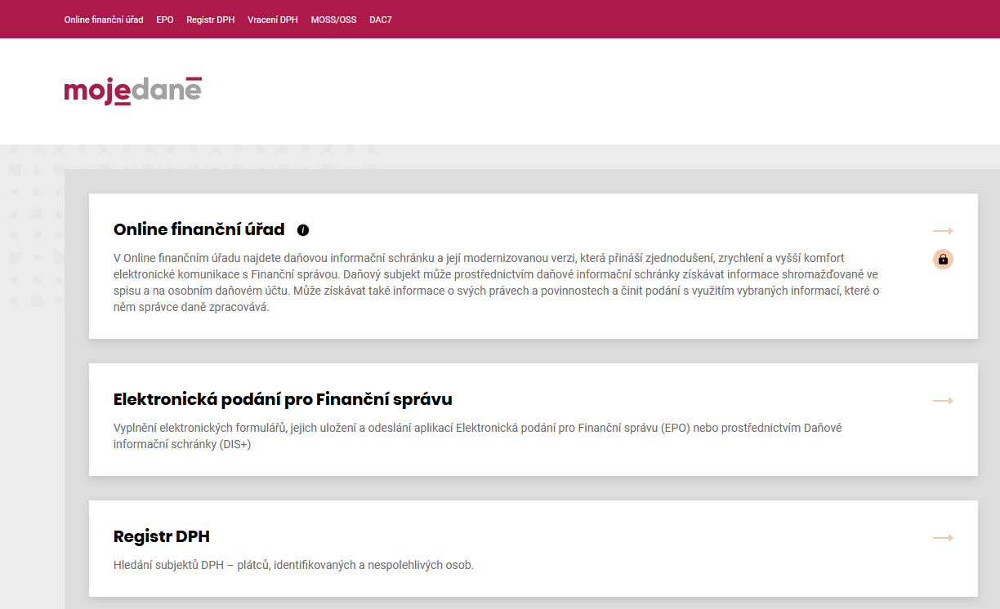 Online finanční úřad EPO Registr DPH Vracení DPH MOSS/OSS DAC7
mojedanē
Online finanční úřad i
V Online finančním úřadu najdete daňovou informační schránku a její modernizovanou verzi, která přináší zjednodušení, zrychlení a vyšší komfort
elektronické komunikace s Finanční správou. Daňový subjekt může prostřednictvím daňové informační schránky získávat informace shromažďované ve
spisu a na osobním daňovém účtu. Může získávat také informace o svých právech a povinnostech a činit podání s využitím vybraných informací, které o
něm správce daně zpracovává.
Elektronická podání pro Finanční správu
Vyplnění elektronických formulářů, jejich uložení a odeslání aplikací Elektronická podání pro Finanční správu (EPO) nebo prostřednictvím Daňové
informační schránky (DIS+)
Registr DPH
Hledání subjektů DPH – plátců, identifikovaných a nespolehlivých osob.